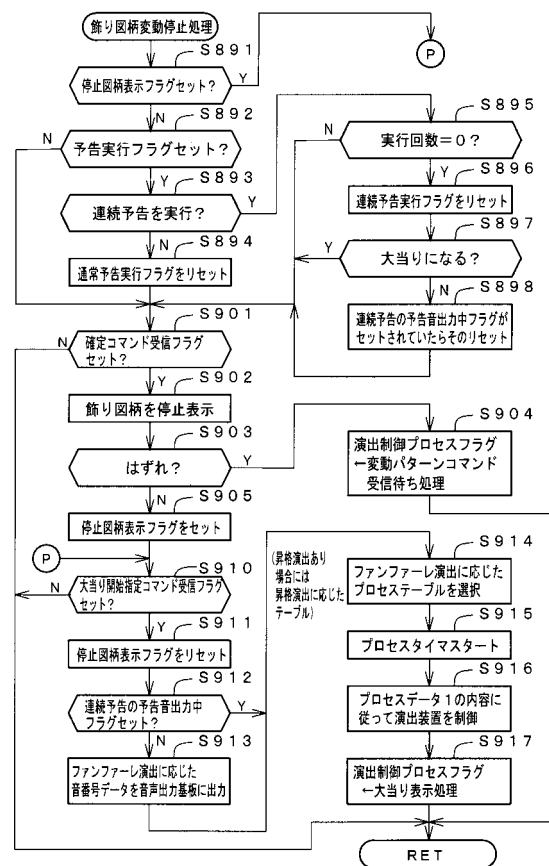 飾り図柄変動停止処理
S891
停止図柄表示フラグセット？
Y
P
N
S892
予告実行フラグセット？
N
Y
S893
連続予告を実行？
Y
N
S894
通常予告実行フラグをリセット
S895
実行回数＝０？
N
Y
S896
連続予告実行フラグをリセット
S897
大当りになる？
Y
N
S898
連続予告の予告音出力中フラグが
セットされていたらそのリセット
S901
確定コマンド受信フラグ
セット？
N
Y
S902
飾り図柄を停止表示
S903
はずれ？
Y
N
S904
演出制御プロセスフラグ
←変動パターンコマンド
受信待ち処理
S905
停止図柄表示フラグをセット
P
S910
大当り開始指定コマンド受信フラグ
セット？
N
Y
S911
停止図柄表示フラグをリセット
S912
連続予告の予告音出力中
フラグセット？
Y
N
S913
ファンファーレ演出に応じた
音番号データを音声出力基板に出力
(昇格演出あり
場合には
昇格演出に応じた
テーブル)
S914
ファンファーレ演出に応じた
プロセステーブルを選択
S915
プロセスタイマスタート
S916
プロセスデータ１の内容に
従って演出装置を制御
S917
演出制御プロセスフラグ
←大当り表示処理
RET